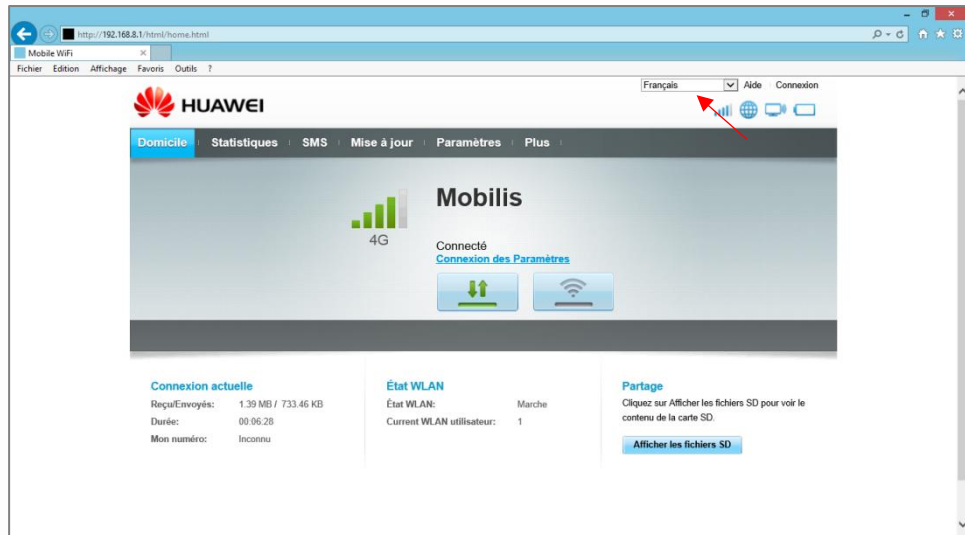 http://192.168.8.1/html/home.html
Mobile WiFi
Fichier Edition Affichage Favoris Outils ?
Français Aide Connexion
HUAWEI
Domicile Statistiques SMS Mise à jour Paramètres Plus
Mobilis
4G
Connecté
Connexion des Paramètres
Connexion actuelle
Reçu/Envoyés: 1.39 MB / 733.46 KB
Durée: 00:06:28
Mon numéro: Inconnu
État WLAN
État WLAN: Marche
Current WLAN utilisateur: 1
Partage
Cliquez sur Afficher les fichiers SD pour voir le
contenu de la carte SD.
Afficher les fichiers SD